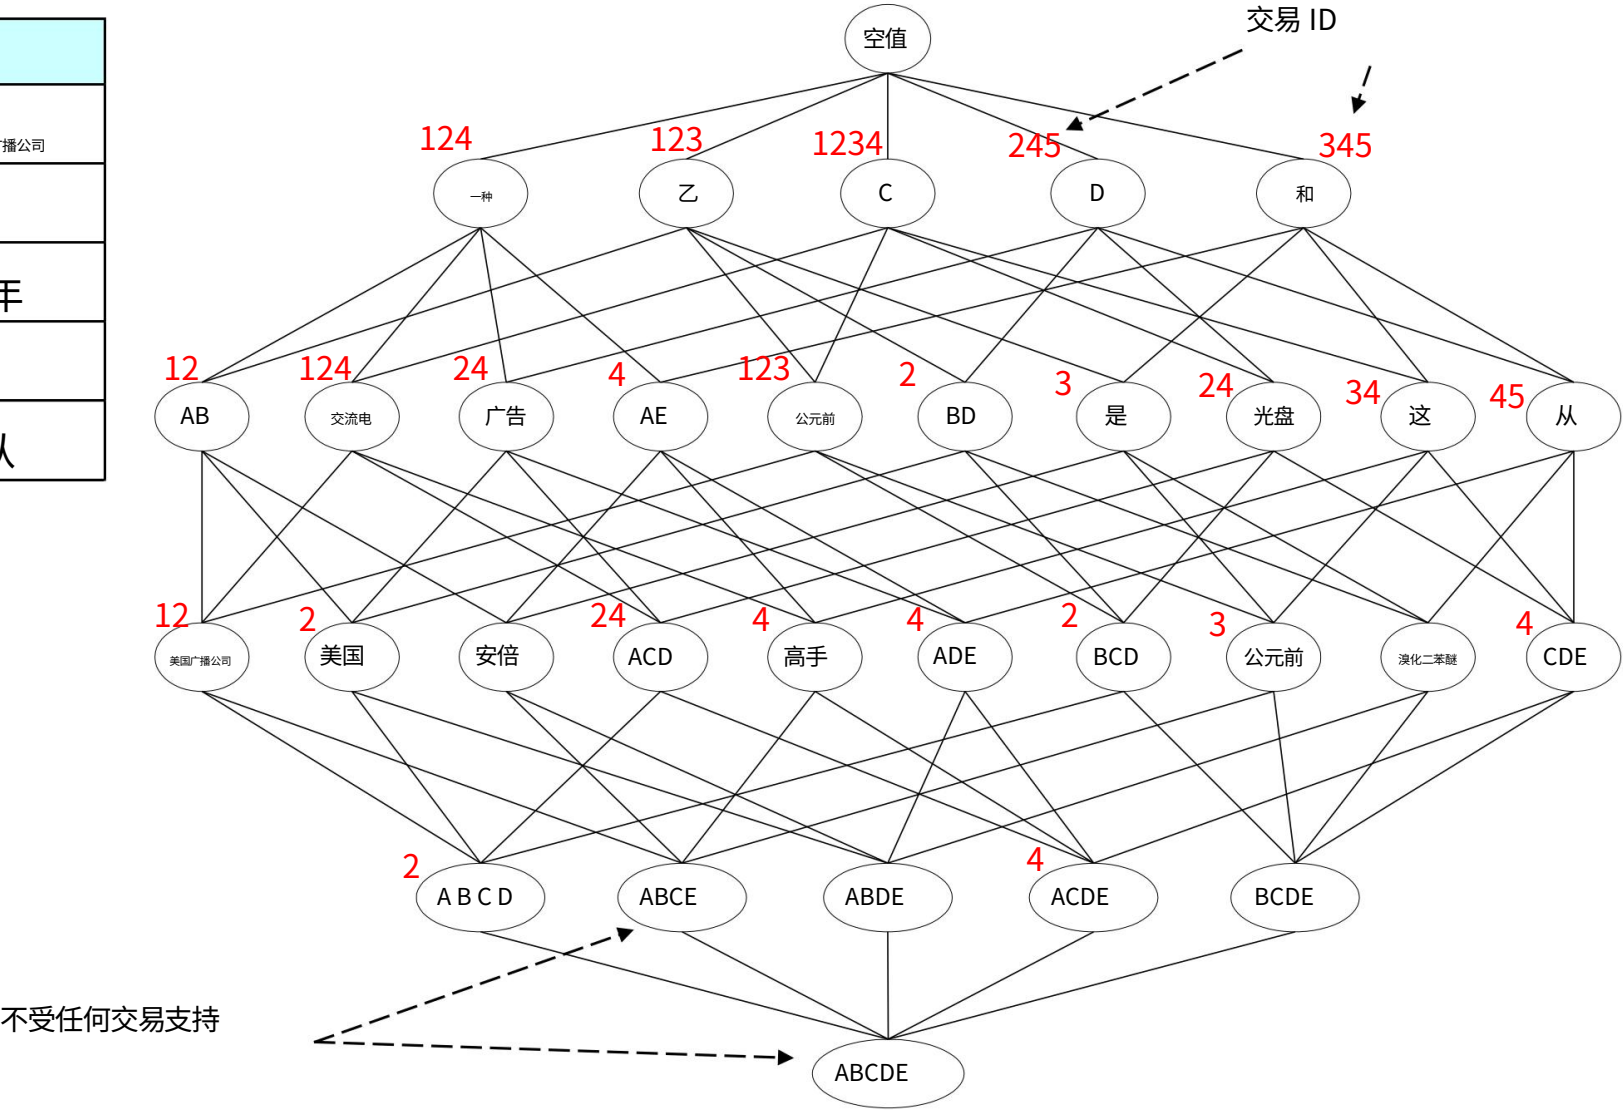 交易 ID
空值
124
123
1234
245
345
播公司
一种
乙
C
D
和
年
12
124
24
4
123
2
3
24
34
45
AB
交流电
广告
AE
公元前
BD
是
光盘
这
从
12
2
24
4
4
2
3
4
美国广播公司
美国
安倍
ACD
高手
ADE
BCD
公元前
溴化二苯醚
CDE
2
4
A B C D
ABCE
ABDE
ACDE
BCDE
不受任何交易支持
ABCDE